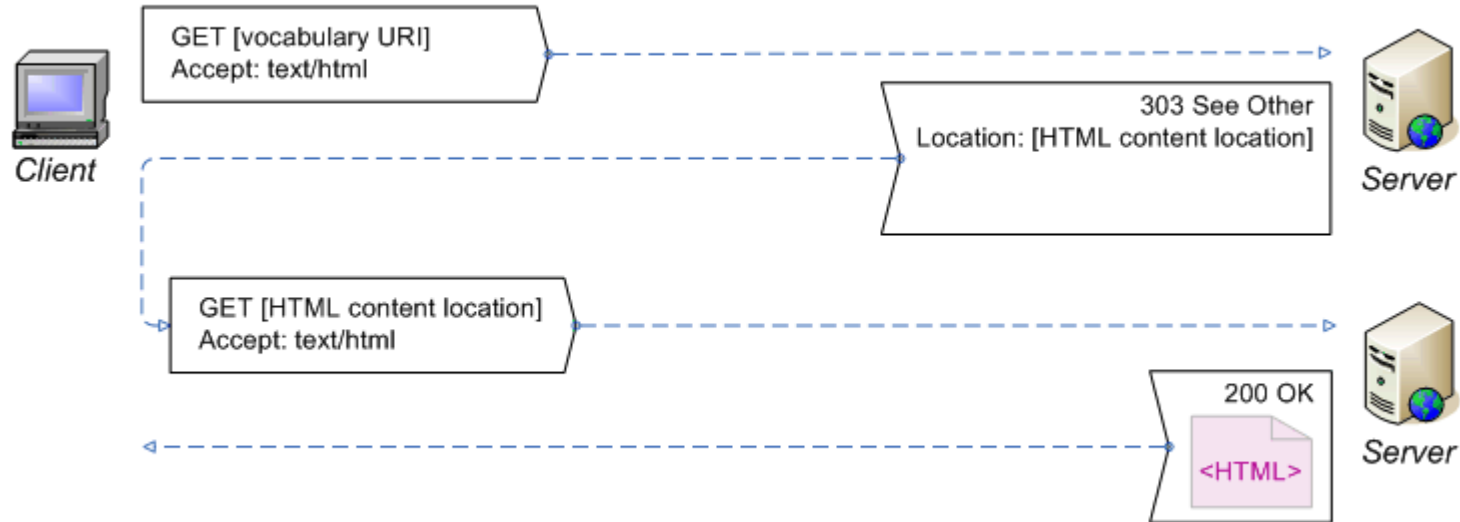 GET [vocabulary URI]
Accept: text/html
Client
303 See Other
Location: [HTML content location]
Server
GET [HTML content location]
Accept: text/html
200 OK
<HTML>
Server